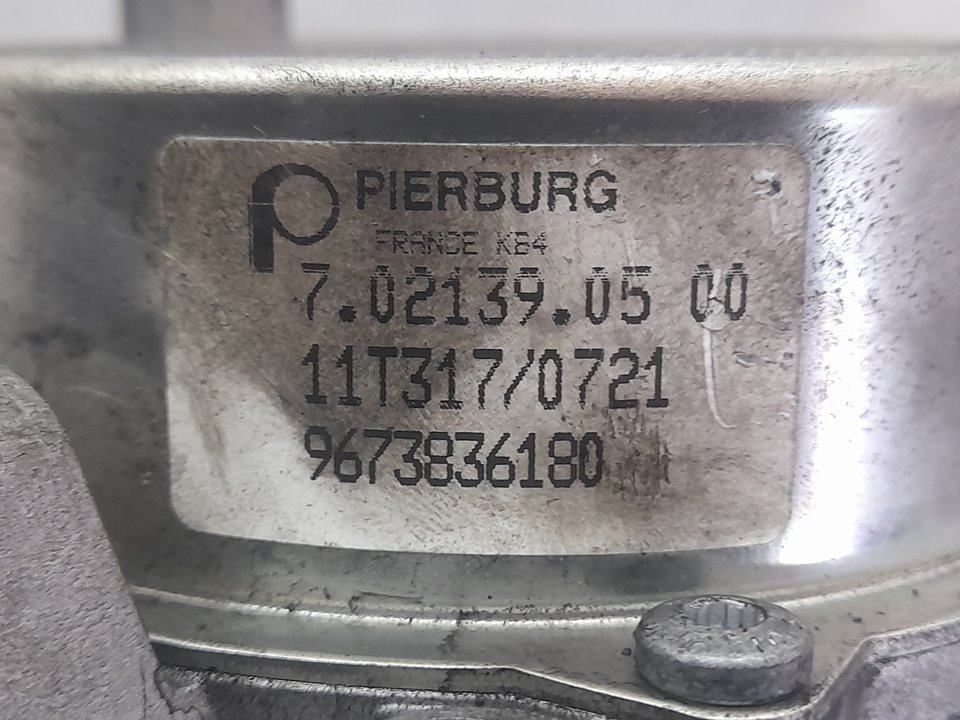 PIERBURG
FRANCE KB4
7.02139.05 00
11T317/0721
9673836180